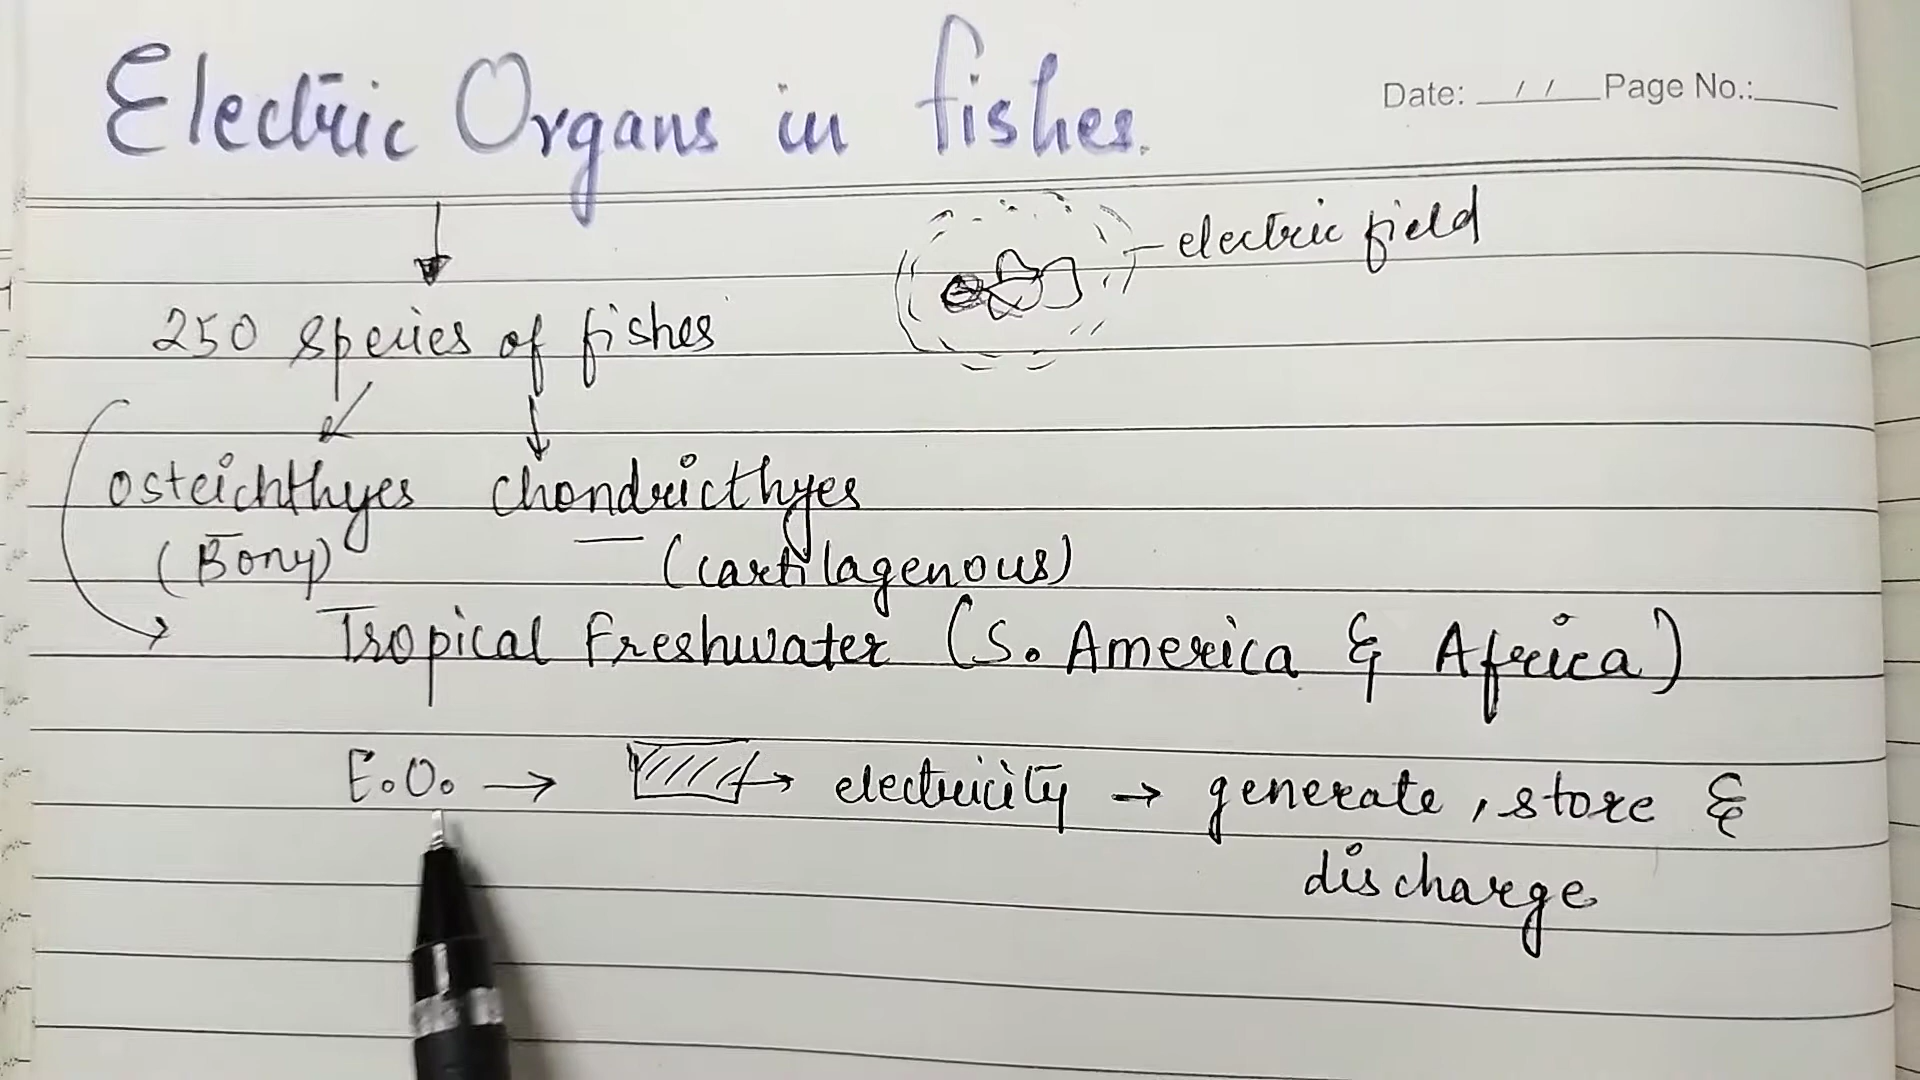 Electric Organs in fishes.
Date: / / Page No.:
electric field
250 species of fishes
osteichthyes chondricthyes
(Bony) (cartilagenous)
Tropical Freshwater (S. America & Africa)
E.O. → → electricity → generate, store &
discharge